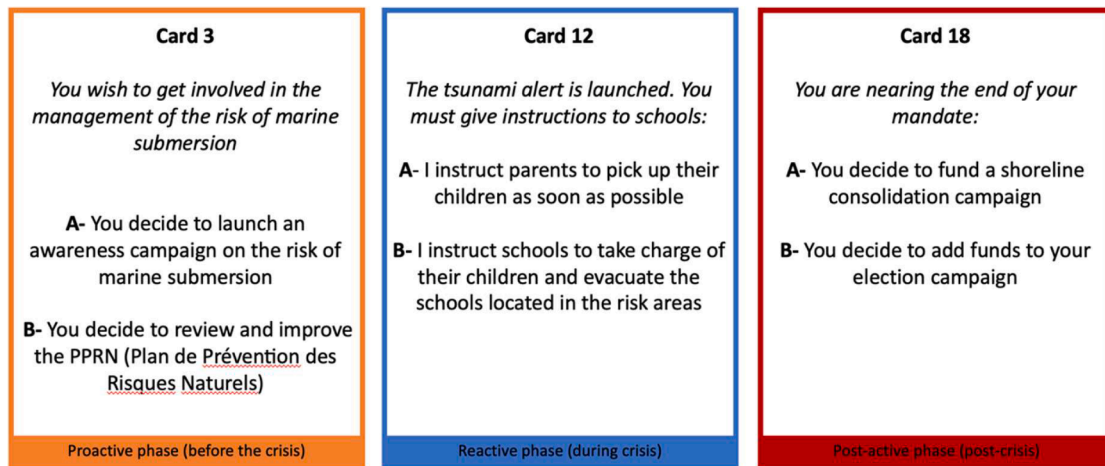 Card 3
You wish to get involved in the
management of the risk of marine
submersion
A- You decide to launch an
awareness campaign on the risk of
marine submersion
B- You decide to review and improve
the PPRN (Plan de Prévention des
Risques Naturels)
Proactive phase (before the crisis)
Card 12
The tsunami alert is launched. You
must give instructions to schools:
A- I instruct parents to pick up their
children as soon as possible
B- I instruct schools to take charge of
their children and evacuate the
schools located in the risk areas
Reactive phase (during crisis)
Card 18
You are nearing the end of your
mandate:
A- You decide to fund a shoreline
consolidation campaign
B- You decide to add funds to your
election campaign
Post-active phase (post-crisis)